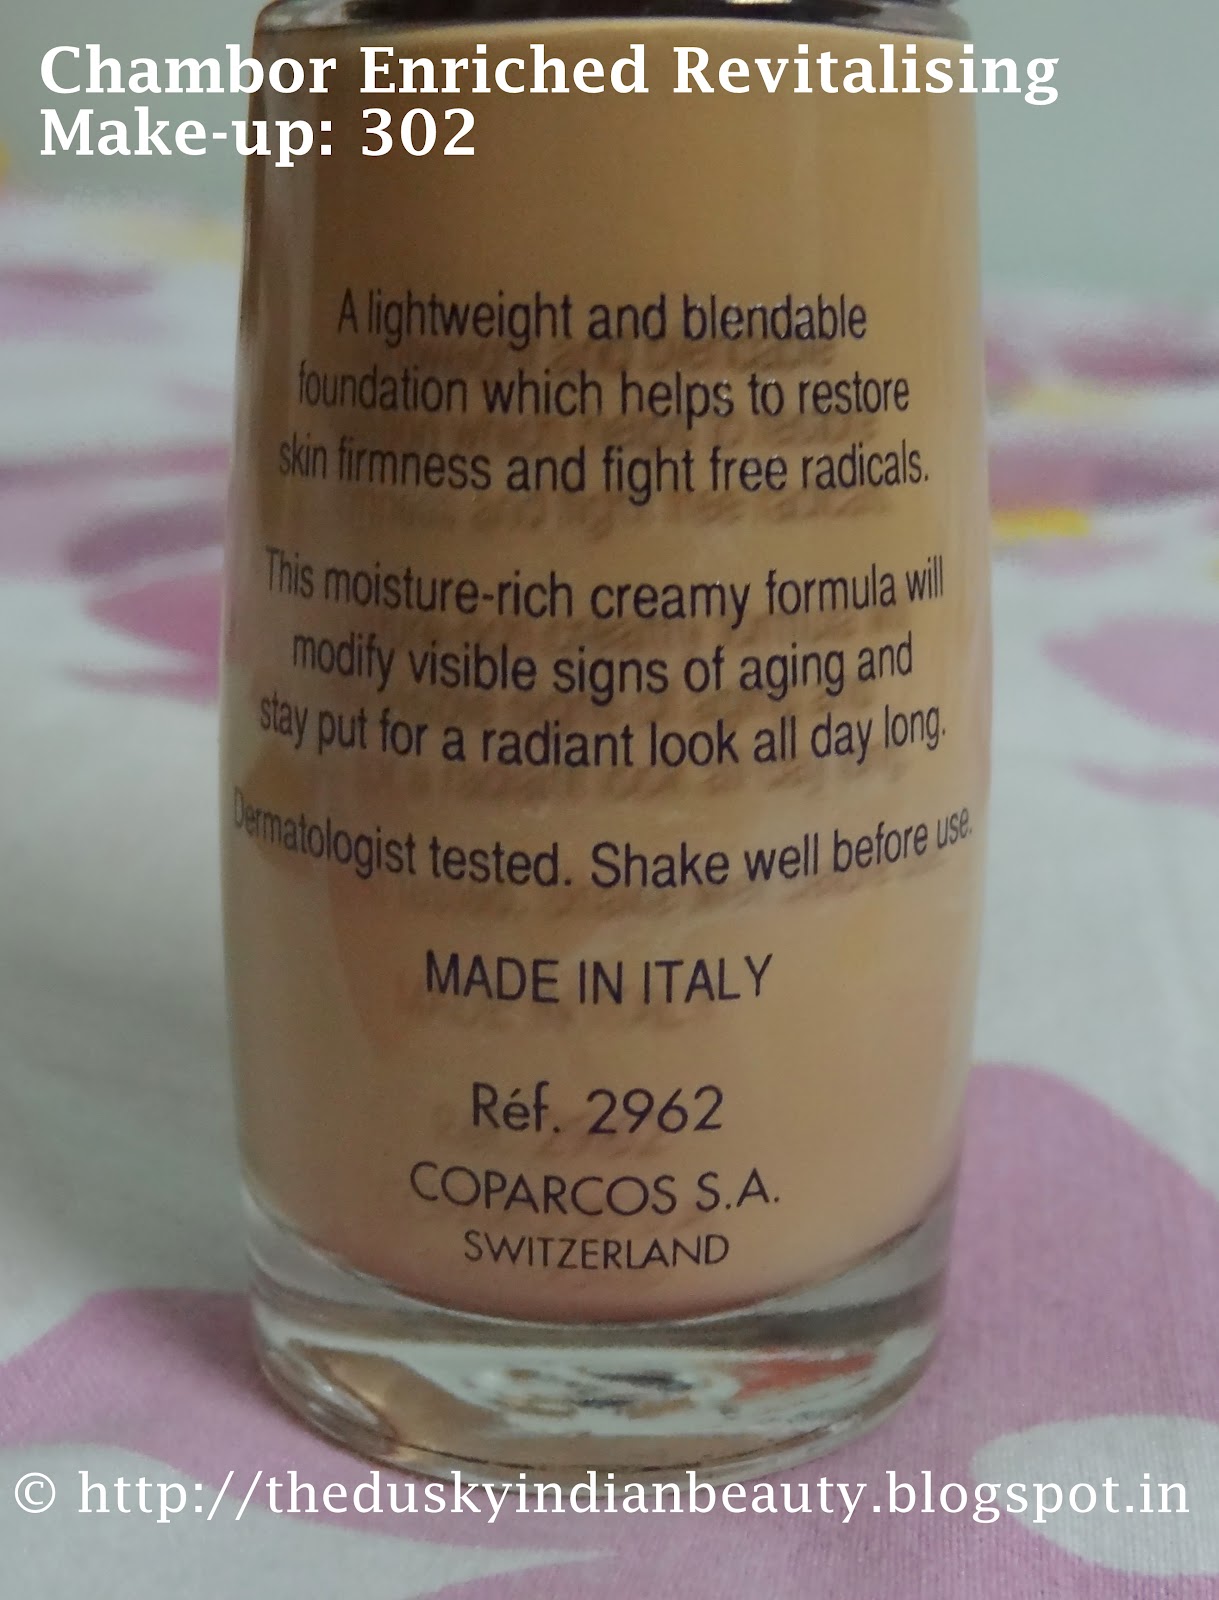 Chambor Enriched Revitalising
Make-up: 302
A lightweight and blendable
foundation which helps to restore
skin firmness and fight free radicals.
This moisture-rich creamy formula will
modify visible signs of aging and
stay put for a radiant look all day long.
Dermatologist tested. Shake well before use.
MADE IN ITALY
Réf. 2962
COPARCOS S.A.
SWITZERLAND
© http://theduskyindianbeauty.blogspot.in